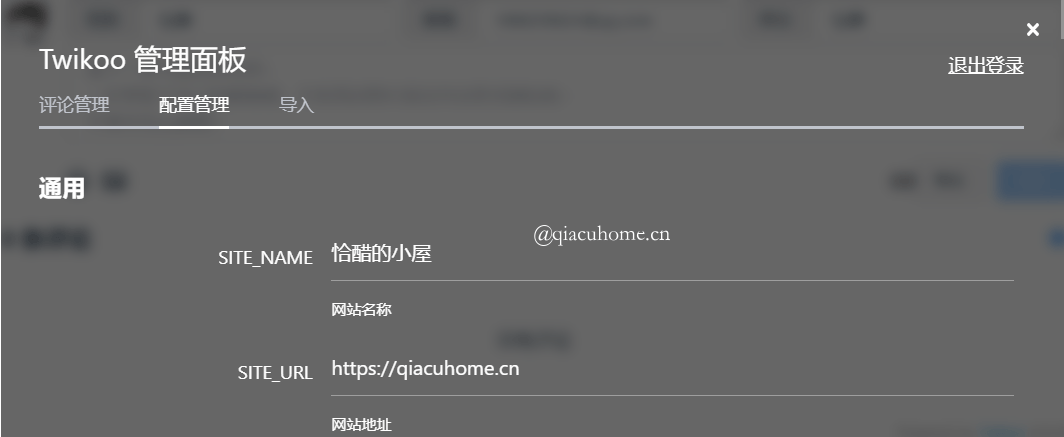 Twikoo 管理面板
退出登录
评论管理 配置管理 导入
通用
@qiacuhome.cn
SITE_NAME 恰醋的小屋
网站名称
SITE_URL https://qiacuhome.cn
网站地址